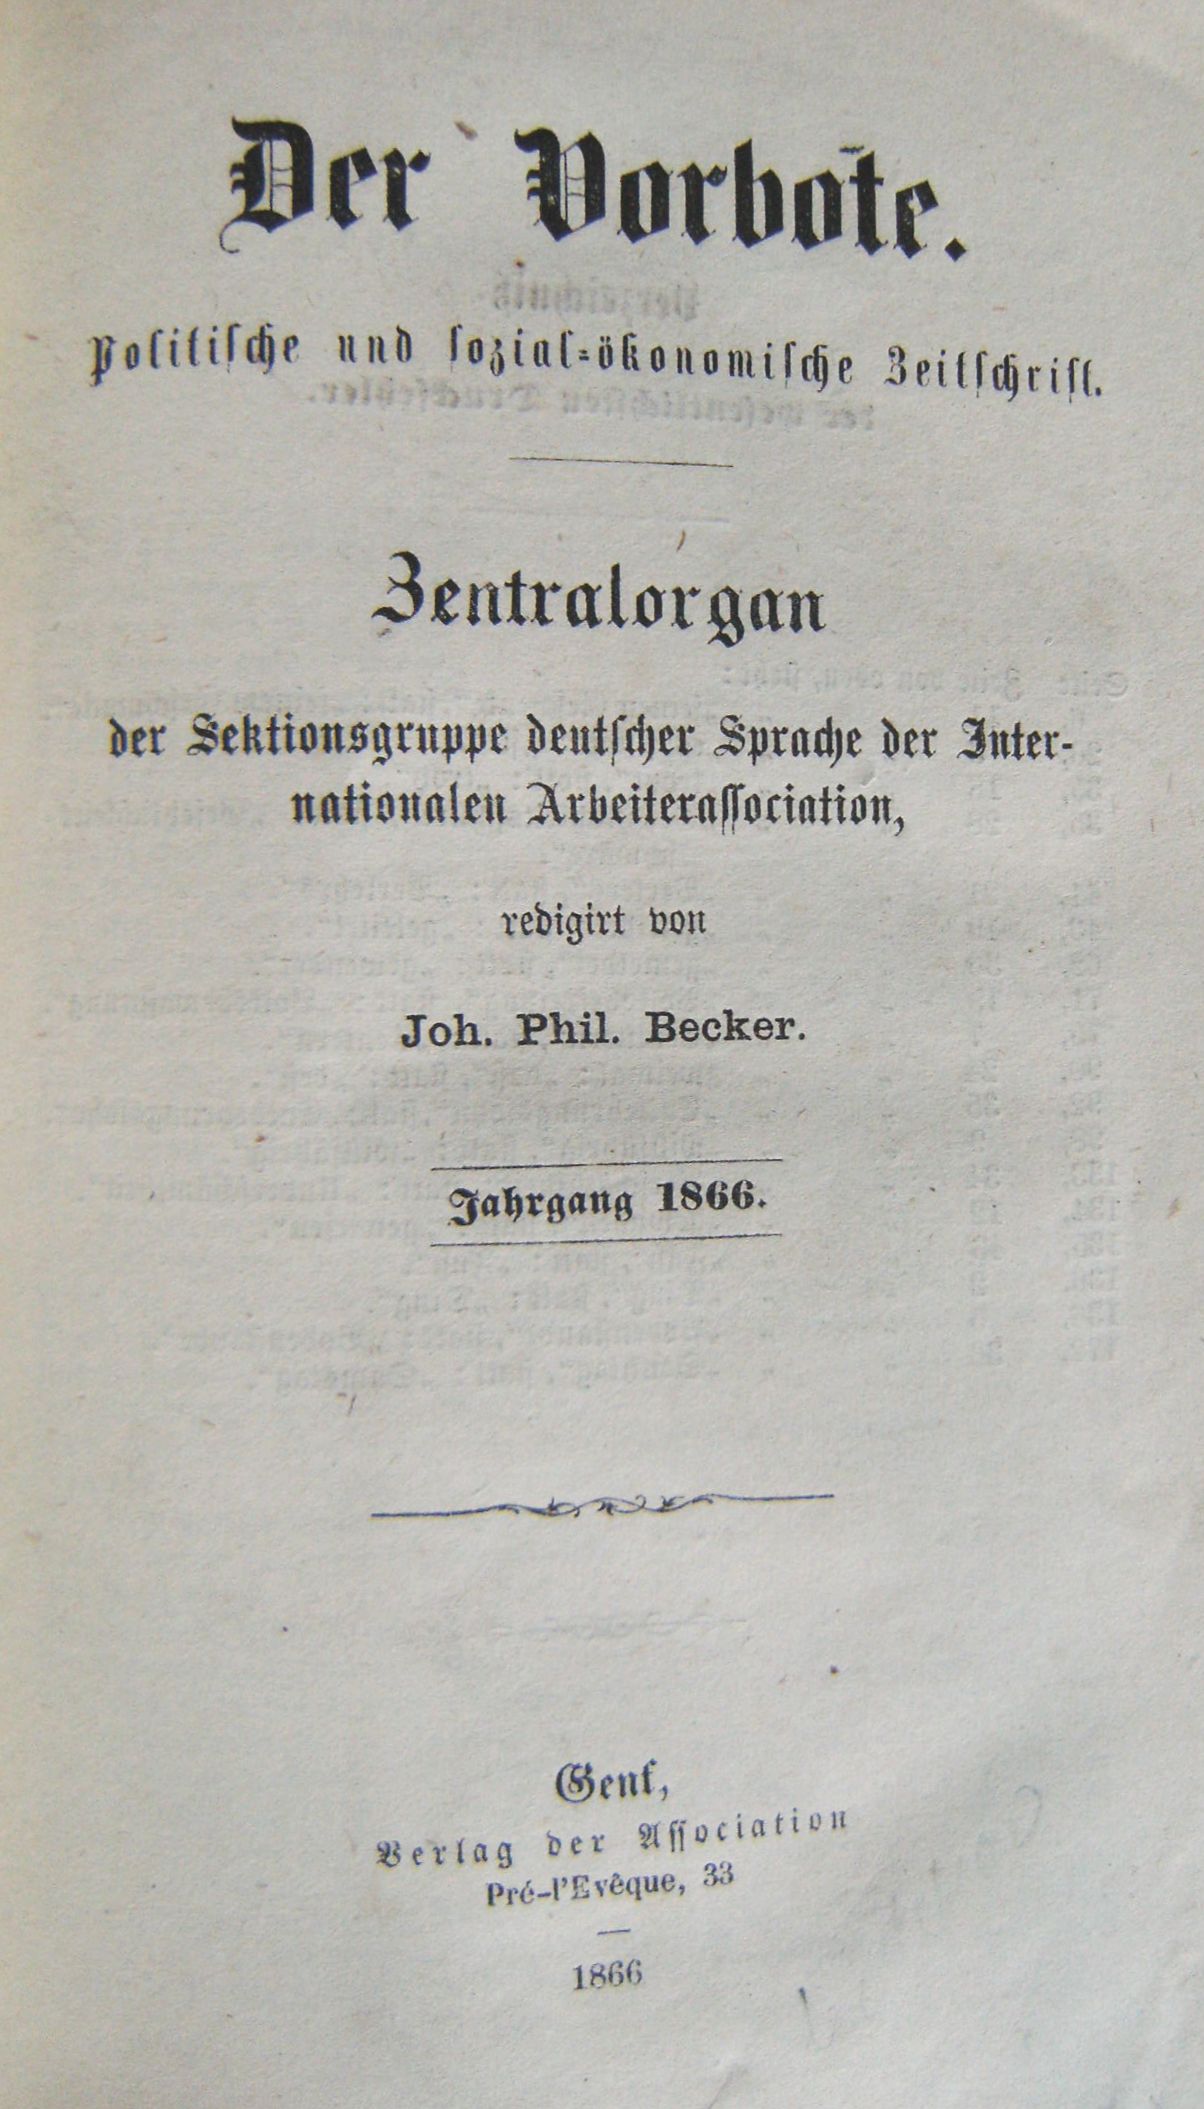 Der Vorbote.
Politische und sozial-ökonomische Zeitschrift.
Zentralorgan
der Sektionsgruppe deutscher Sprache der Inter-
nationalen Arbeiterassociation,
redigirt von
Joh. Phil. Becker.
Jahrgang 1866.
Genf,
Verlag der Association
Pré-l'Evêque, 33
1866